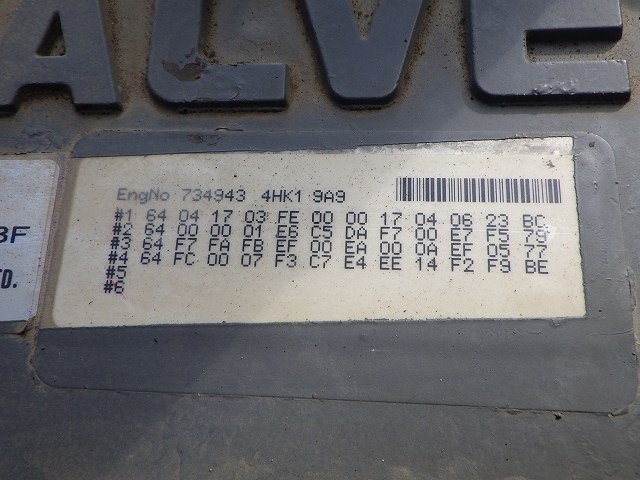 ALVE
EngNo 734943 4HK1 9A9
#1 64 04 17 03 FE 00 00 17 04 06 23 BC
#2 64 00 00 01 E6 C5 DA F7 00 E7 F5 79
#3 64 F7 FA FB EF 00 EA 00 0A EF 06 77
#4 64 FC 00 07 F3 C7 E4 EE 14 F2 F9 BE
#5
#6
3F
TD.